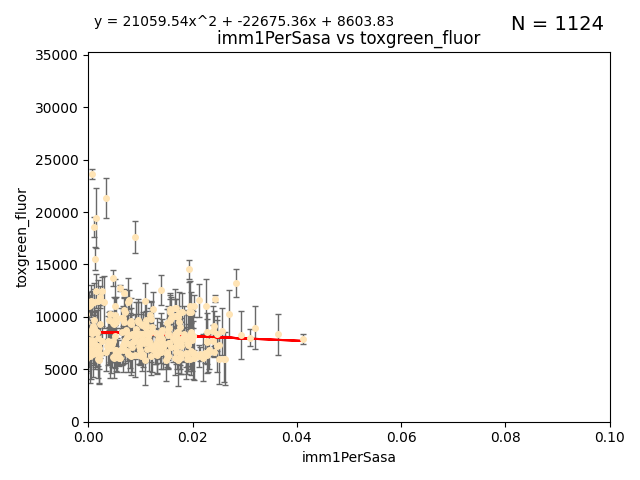 y = 21059.54x^2 + -22675.36x + 8603.83
N = 1124
imm1PerSasa vs toxgreen_fluor
35000
30000
25000
20000
15000
10000
5000
0
toxgreen_fluor
0.00 0.02 0.04 0.06 0.08 0.10
imm1PerSasa